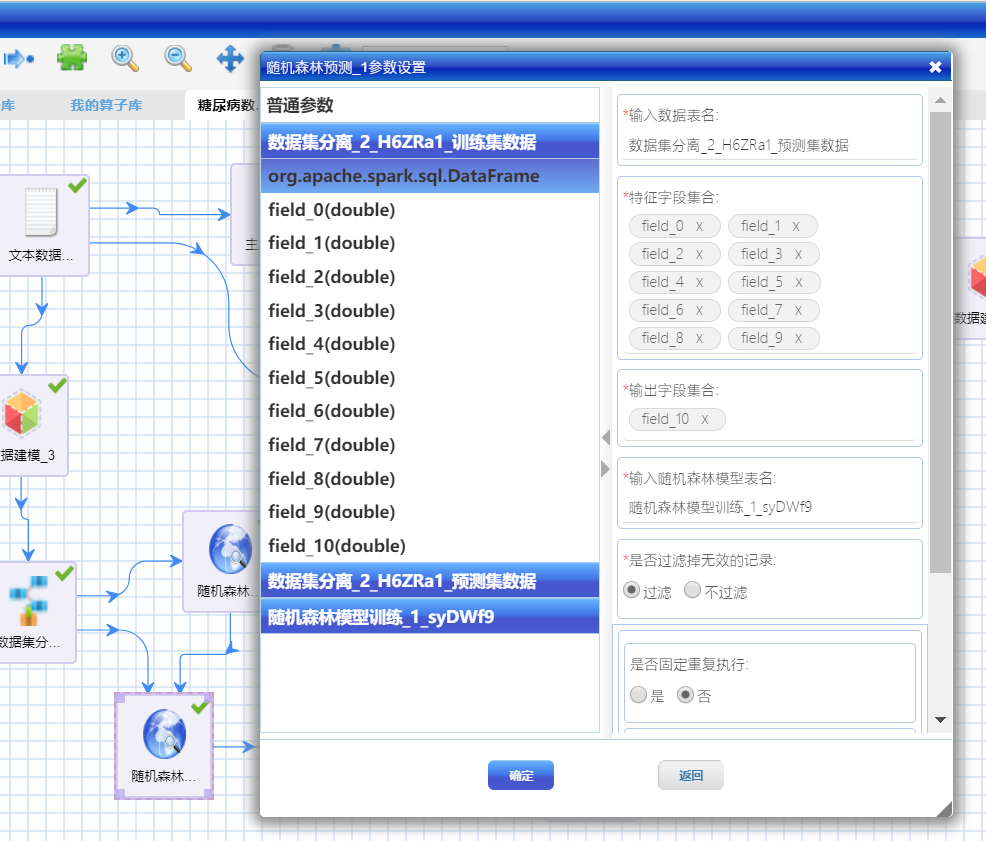 随机森林预测_1参数设置
库
我的算子库
糖尿病数
普通参数
数据集分离_2_H6ZRa1_训练集数据
org.apache.spark.sql.DataFrame
field_0(double)
field_1(double)
field_2(double)
field_3(double)
field_4(double)
field_5(double)
field_6(double)
field_7(double)
field_8(double)
field_9(double)
field_10(double)
数据集分离_2_H6ZRa1_预测集数据
随机森林模型训练_1_syDWf9
*输入数据表名:
数据集分离_2_H6ZRa1_预测集数据
*特征字段集合:
field_0 x field_1 x
field_2 x field_3 x
field_4 x field_5 x
field_6 x field_7 x
field_8 x field_9 x
*输出字段集合:
field_10 x
*输入随机森林模型表名:
随机森林模型训练_1_syDWf9
*是否过滤掉无效的记录:
过滤 不过滤
是否固定重复执行:
是 否
确定
返回
文本数据...
主
据建模_3
随机森林
数据集分...
随机森林...
数据建